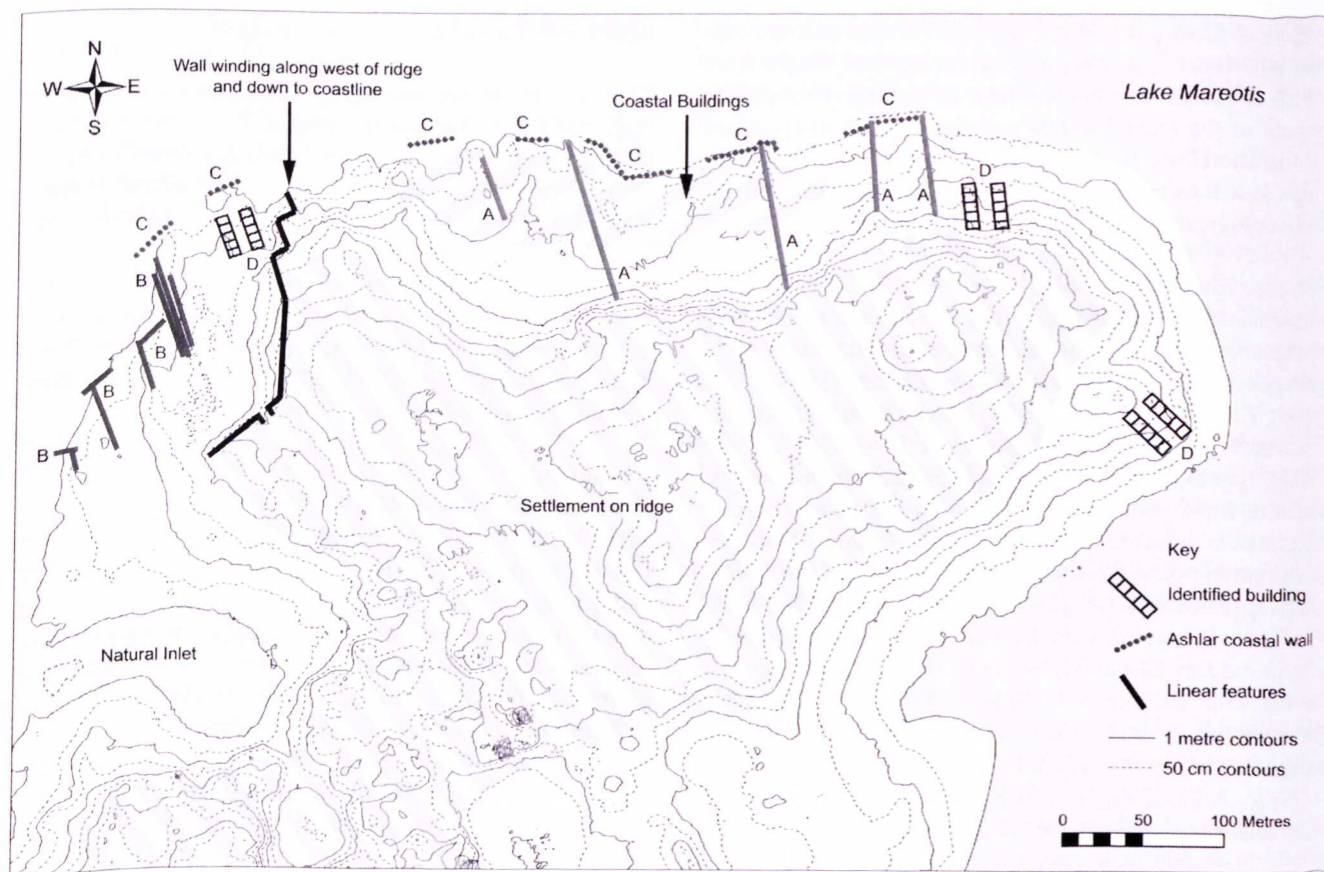 N
W E
S
Wall winding along west of ridge
and down to coastline
Coastal Buildings
Lake Mareotis
C
C
C
C
C
C
C
A
A
A
A
A
D
D
B
B
B
B
D
D
Settlement on ridge
Natural Inlet
Key
Identified building
Ashlar coastal wall
Linear features
1 metre contours
50 cm contours
0 50 100 Metres